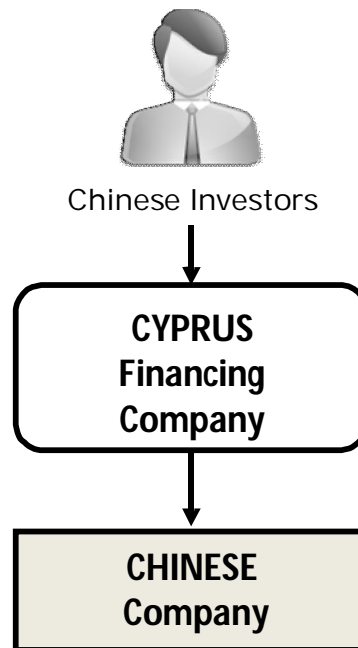 Chinese Investors
CYPRUS
Financing
Company
CHINESE
Company